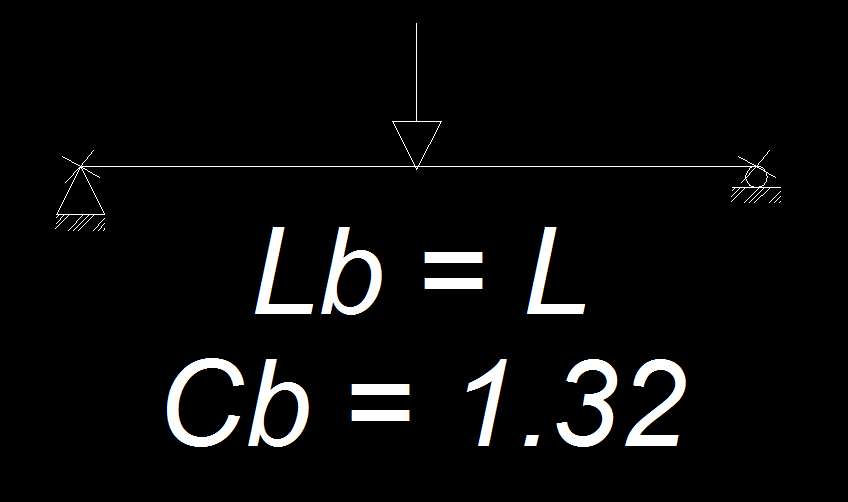 Lb = L
Cb = 1.32